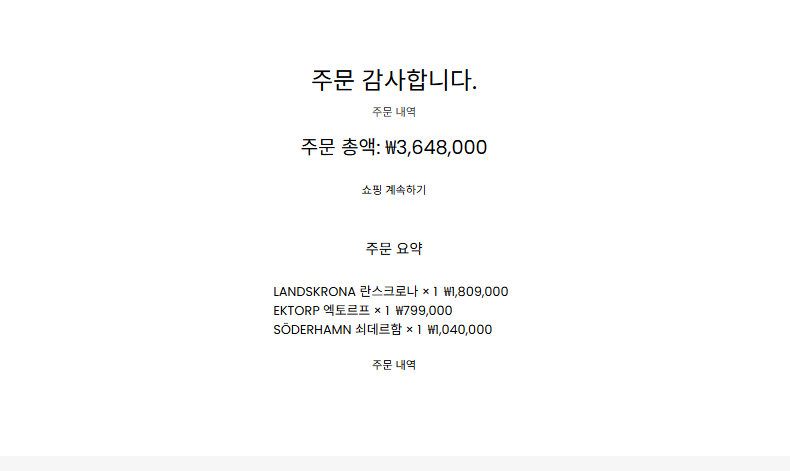 주문 감사합니다.
주문 내역
주문 총액: ₩3,648,000
쇼핑 계속하기
주문 요약
LANDSKRONA 란스크로나 × 1 ₩1,809,000
EKTORP 엑토르프 × 1 ₩799,000
SÖDERHAMN 쇠데르함 × 1 ₩1,040,000
주문 내역